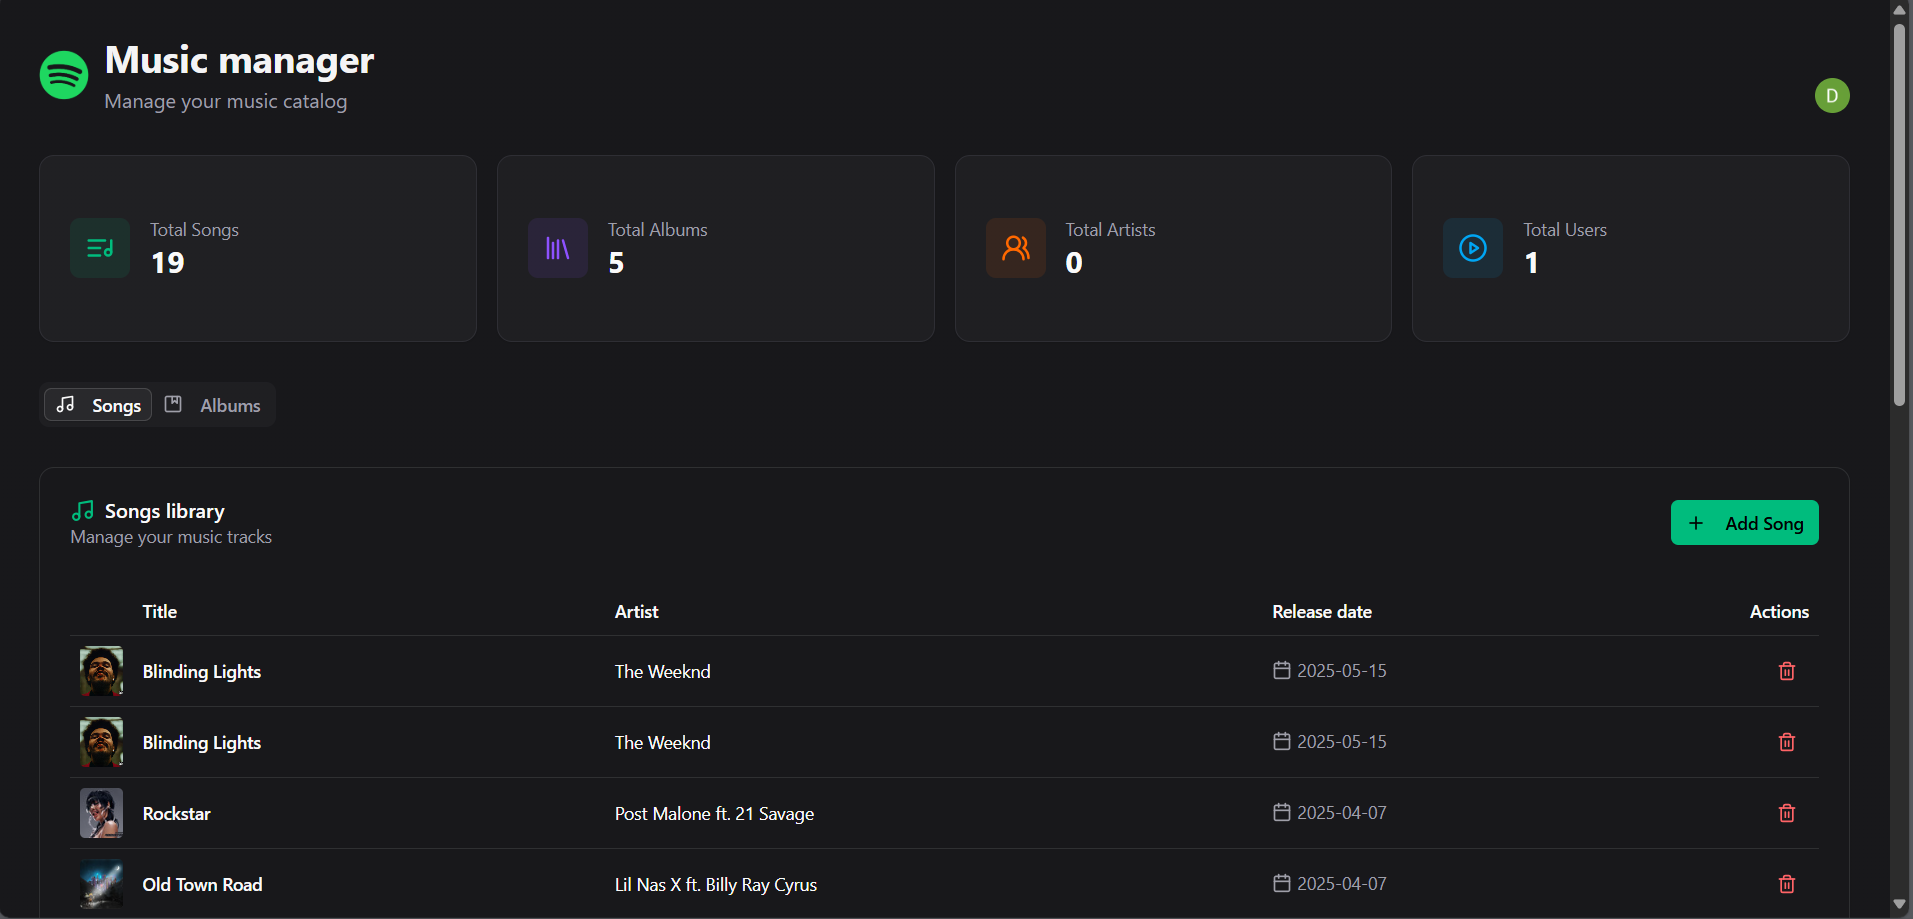 Music manager
Manage your music catalog
D
Total Songs
19
Total Albums
5
Total Artists
0
Total Users
1
Songs
Albums
Songs library
Manage your music tracks
Add Song
Title Artist Release date Actions
Blinding Lights The Weeknd 2025-05-15
Blinding Lights The Weeknd 2025-05-15
Rockstar Post Malone ft. 21 Savage 2025-04-07
Old Town Road Lil Nas X ft. Billy Ray Cyrus 2025-04-07